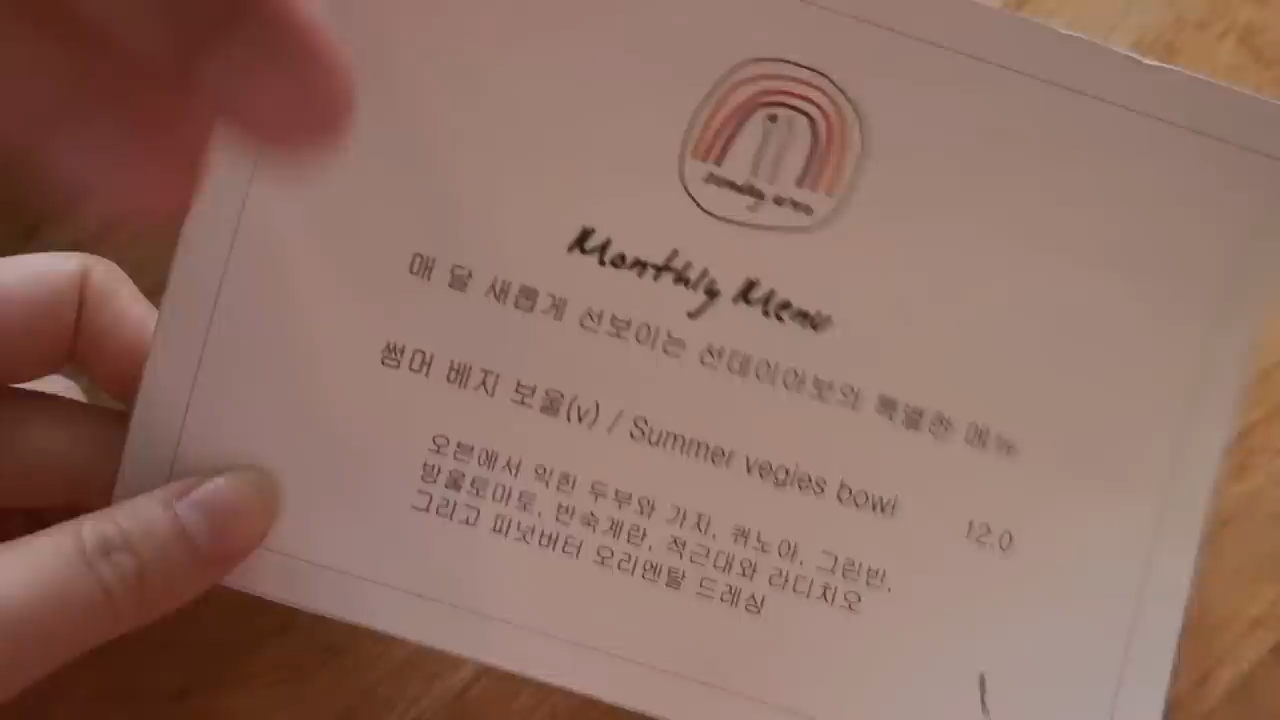 Monthly Menu
매 달 새롭게 선보이는 선데이아보의 특별한 메뉴
썸머 베지 보울(v) / Summer vegies bowl
12.0
오븐에서 익힌 두부와 가지, 퀴노아, 그린빈,
방울토마토, 반숙계란, 적근대와 라디치오
그리고 피넛버터 오리엔탈 드레싱